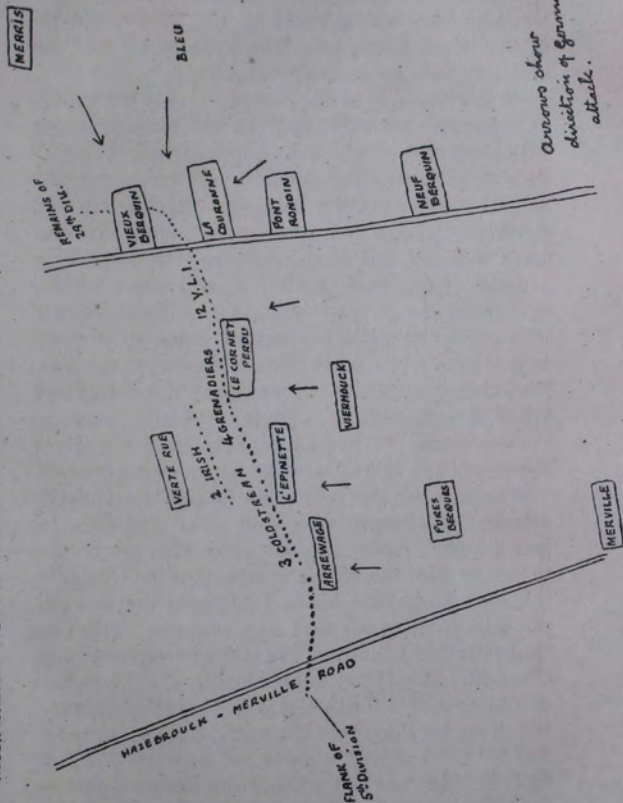 MERRIS
BLEU
Arrows show
direction of German
attack.
REMAINS OF
29th DIV.
VIEUX
BERQUIN
LA
COURONNE
PONT
RONDIN
NEUF
BERQUIN
12 Y.L.I.
4 GRENADIERS
LE CORNET
PERDU
VERTE RUE
2 IRISH
3 COLDSTREAM
L'EPINETTE
VIERHOUCK
ARREWAGE
PURES
BECQUES
MERVILLE
HAZEBROUCK - MERVILLE ROAD
FLANK OF
5th DIVISION